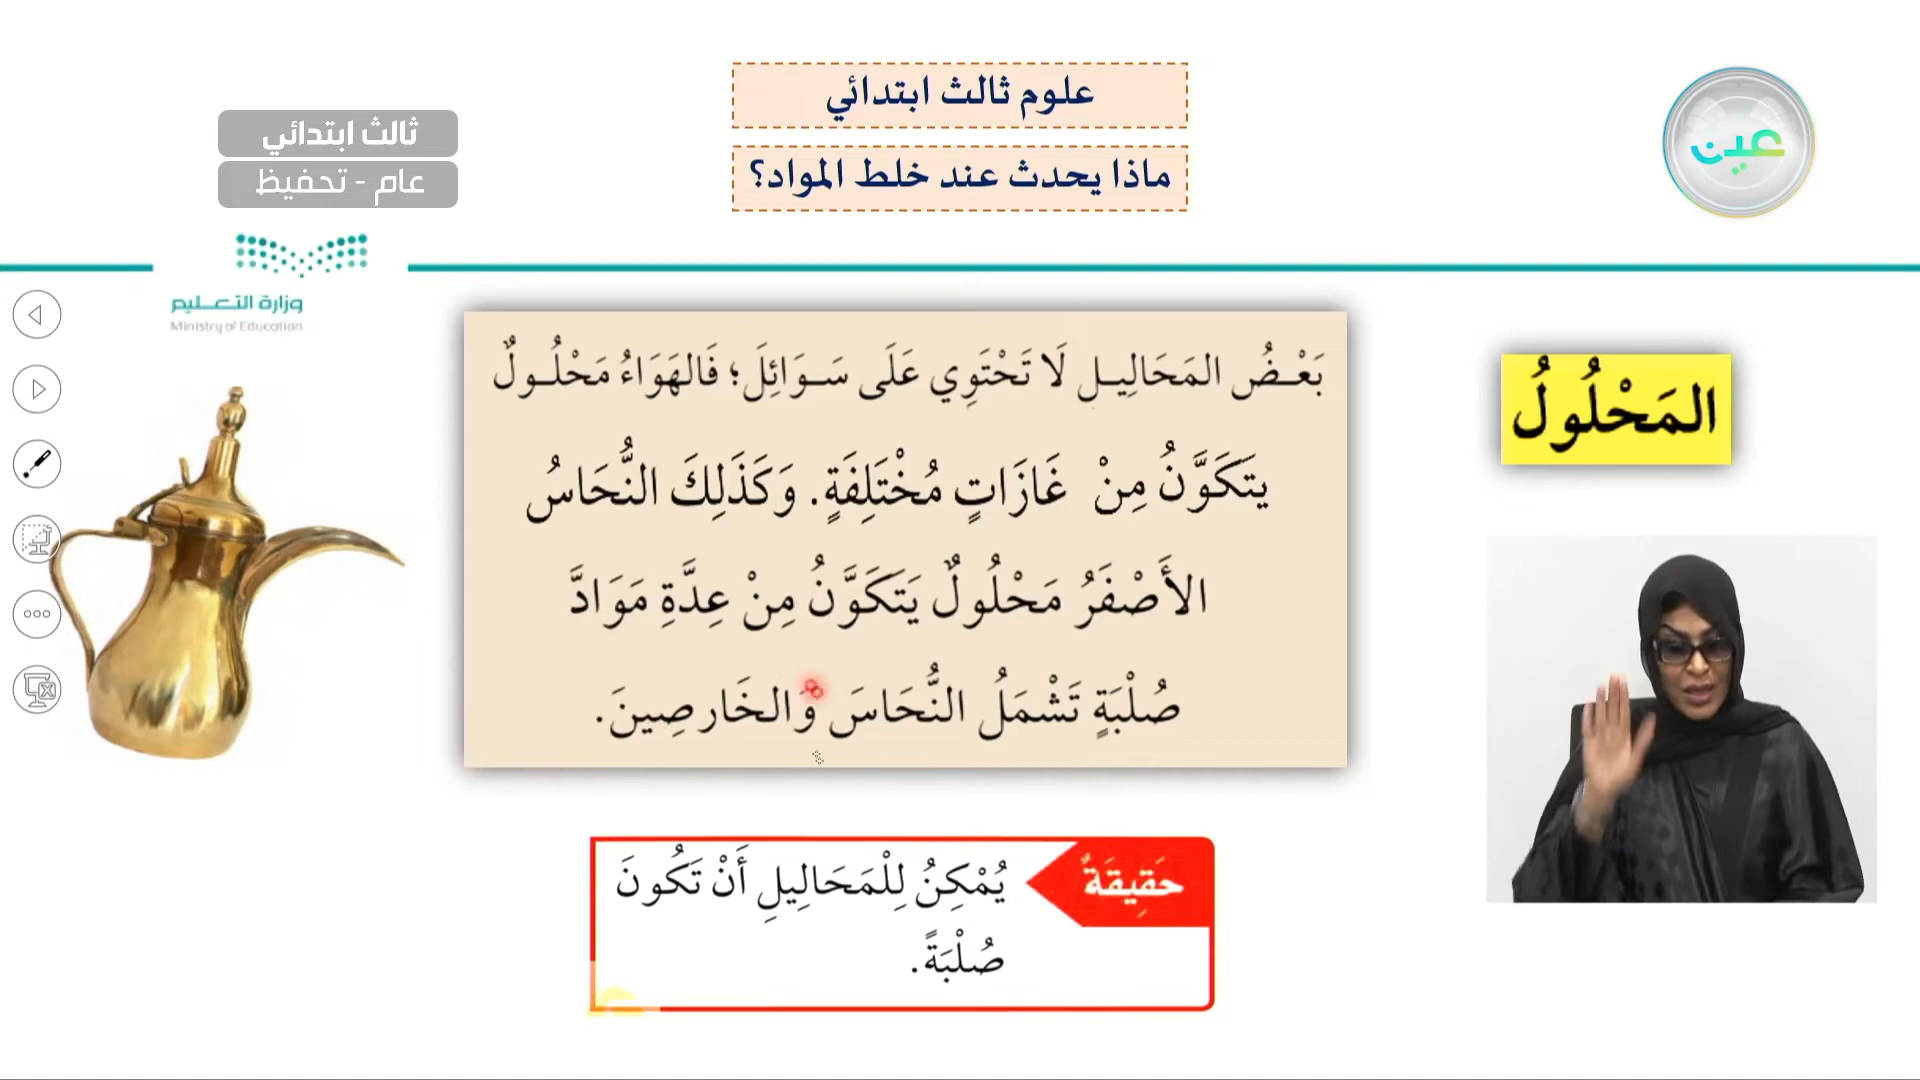 علوم ثالث ابتدائي
ماذا يحدث عند خلط المواد؟
عين
ثالث ابتدائي
عام - تحفيظ
وزارة التعليم
Ministry of Education
المَحْلُولُ
بَعْضُ المَحَالِيلِ لَا تَحْتَوِي عَلَى سَوَائِلَ؛ فَالهَوَاءُ مَحْلُولٌ
يتَكَوَّنُ مِنْ غَازَاتٍ مُخْتَلِفَةٍ. وَكَذَلِكَ النُّحَاسُ
الأَصْفَرُ مَحْلُولٌ يَتَكَوَّنُ مِنْ عِدَّةِ مَوَادَّ
صُلْبَةٍ تَشْمَلُ النُّحَاسَ وَالخَارصِينَ.
حَقِيقَةٌ
يُمْكِنُ لِلْمَحَالِيلِ أَنْ تَكُونَ
صُلْبَةً.